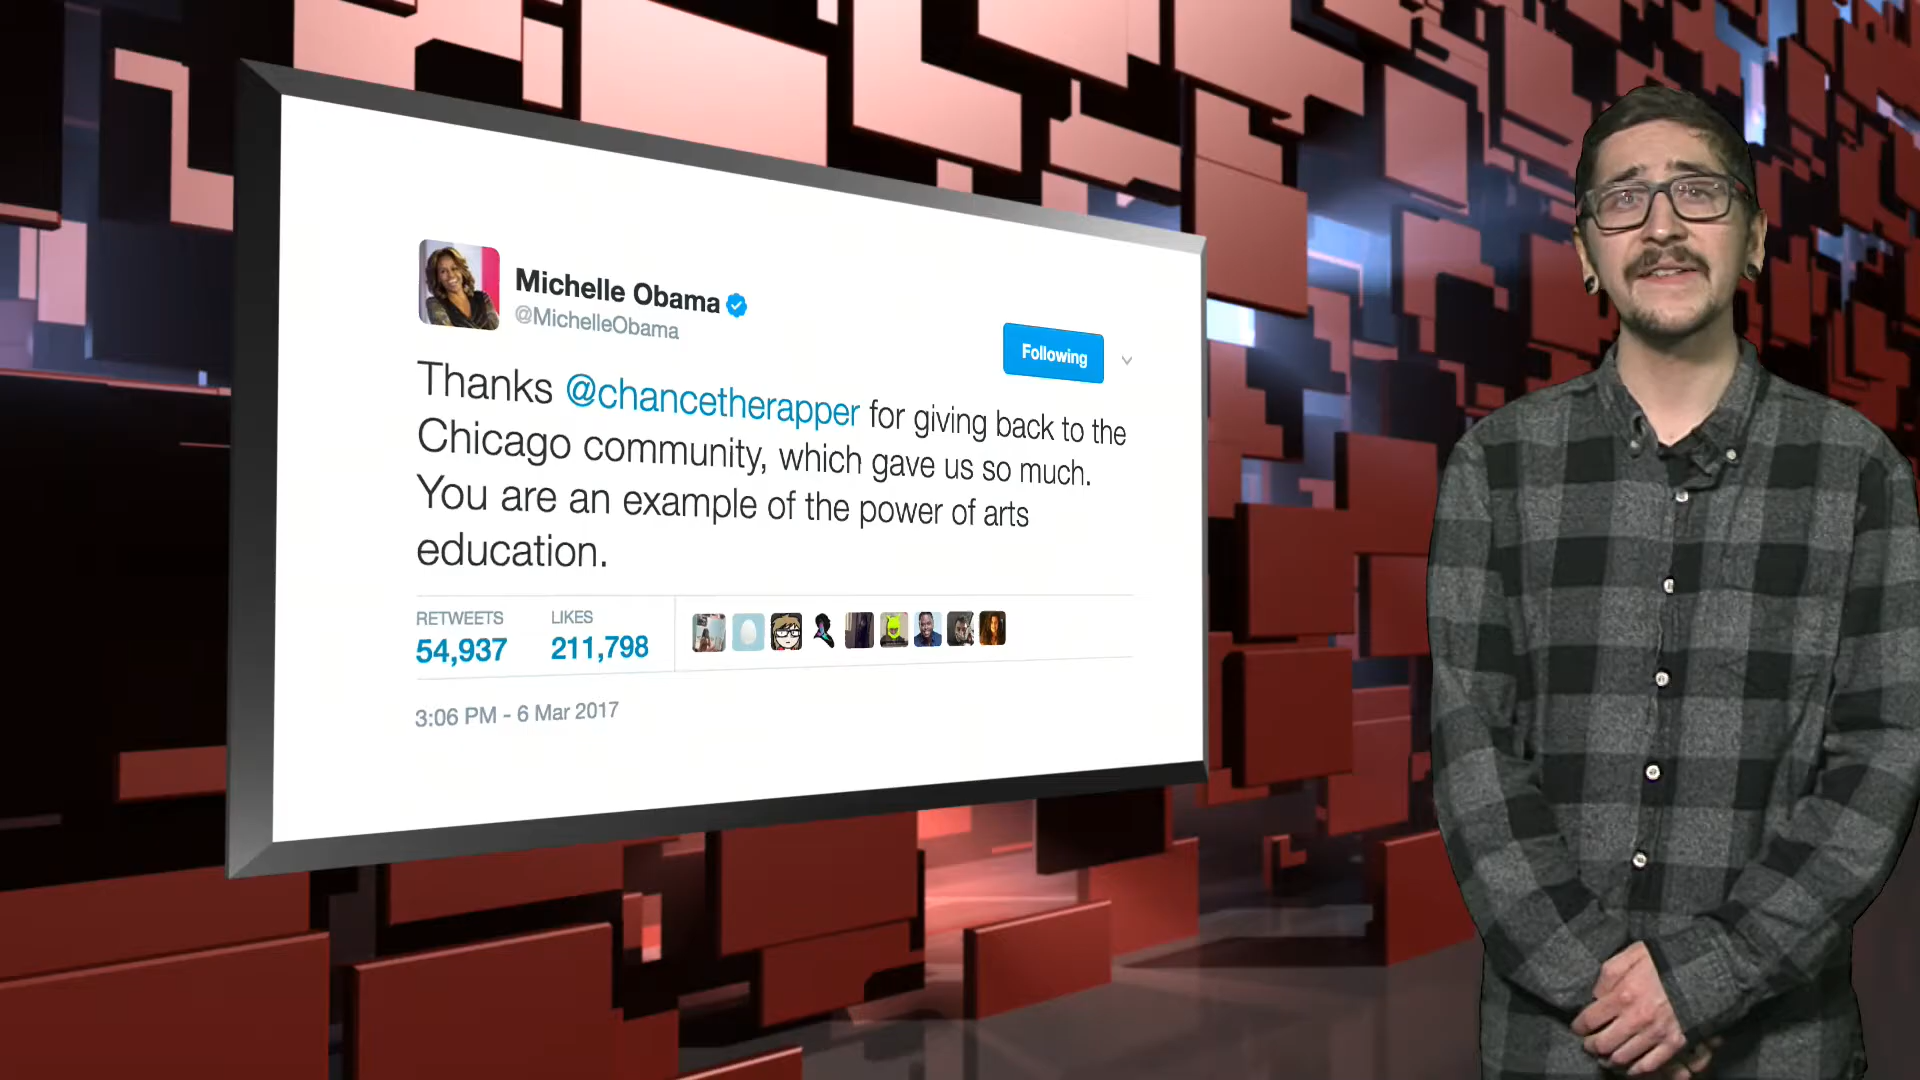 Michelle Obama
@MichelleObama
Following
Thanks @chancetherapper for giving back to the
Chicago community, which gave us so much.
You are an example of the power of arts
education.
RETWEETS LIKES
54,937 211,798
3:06 PM - 6 Mar 2017